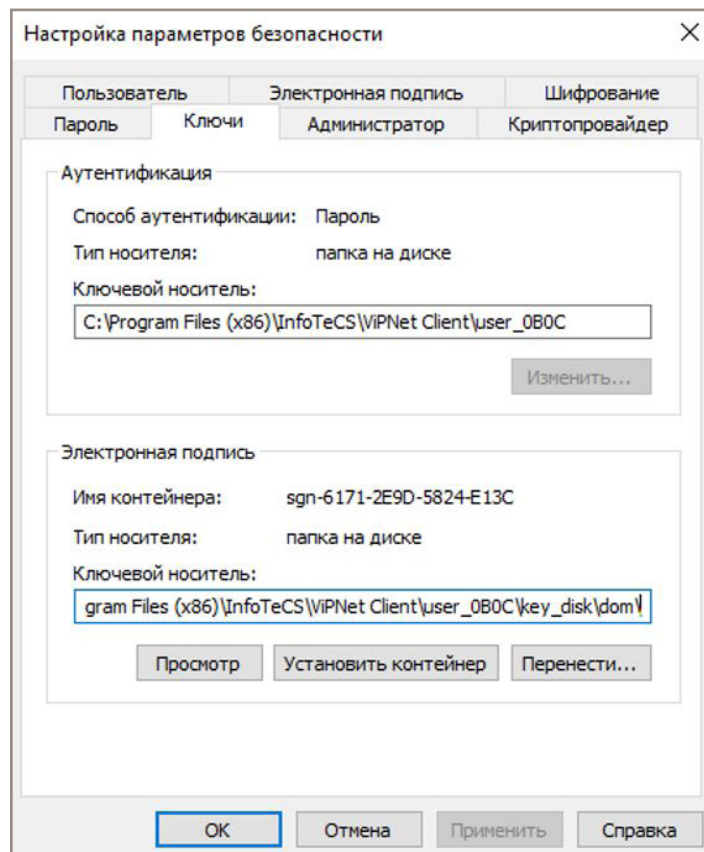 Настройка параметров безопасности
Пользователь Электронная подпись Шифрование
Пароль Ключи Администратор Криптопровайдер
Аутентификация
Способ аутентификации: Пароль
Тип носителя: папка на диске
Ключевой носитель:
C:\Program Files (x86)\InfoTeCS\ViPNet Client\user_0B0C
Изменить...
Электронная подпись
Имя контейнера: sgn-6171-2E9D-5824-E13C
Тип носителя: папка на диске
Ключевой носитель:
gram Files (x86)\InfoTeCS\ViPNet Client\user_0B0C\key_disk\dom\
Просмотр Установить контейнер Перенести...
OK Отмена Применить Справка